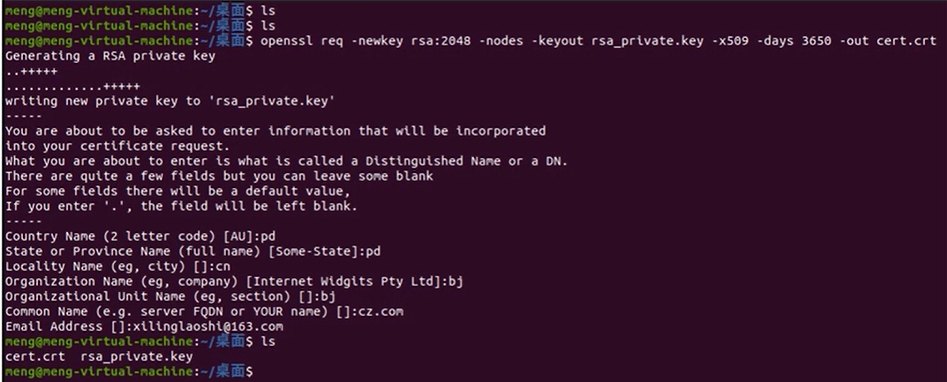 meng@meng-virtual-machine:~/桌面$ ls
meng@meng-virtual-machine:~/桌面$ ls
meng@meng-virtual-machine:~/桌面$ openssl req -newkey rsa:2048 -nodes -keyout rsa_private.key -x509 -days 3650 -out cert.crt
Generating a RSA private key
..+++++
.............+++++
writing new private key to 'rsa_private.key'
-----
You are about to be asked to enter information that will be incorporated
into your certificate request.
What you are about to enter is what is called a Distinguished Name or a DN.
There are quite a few fields but you can leave some blank
For some fields there will be a default value,
If you enter '.', the field will be left blank.
-----
Country Name (2 letter code) [AU]:pd
State or Province Name (full name) [Some-State]:pd
Locality Name (eg, city) []:cn
Organization Name (eg, company) [Internet Widgits Pty Ltd]:bj
Organizational Unit Name (eg, section) []:bj
Common Name (e.g. server FQDN or YOUR name) []:cz.com
Email Address []:xilinglaoshi@163.com
meng@meng-virtual-machine:~/桌面$ ls
cert.crt  rsa_private.key
meng@meng-virtual-machine:~/桌面$